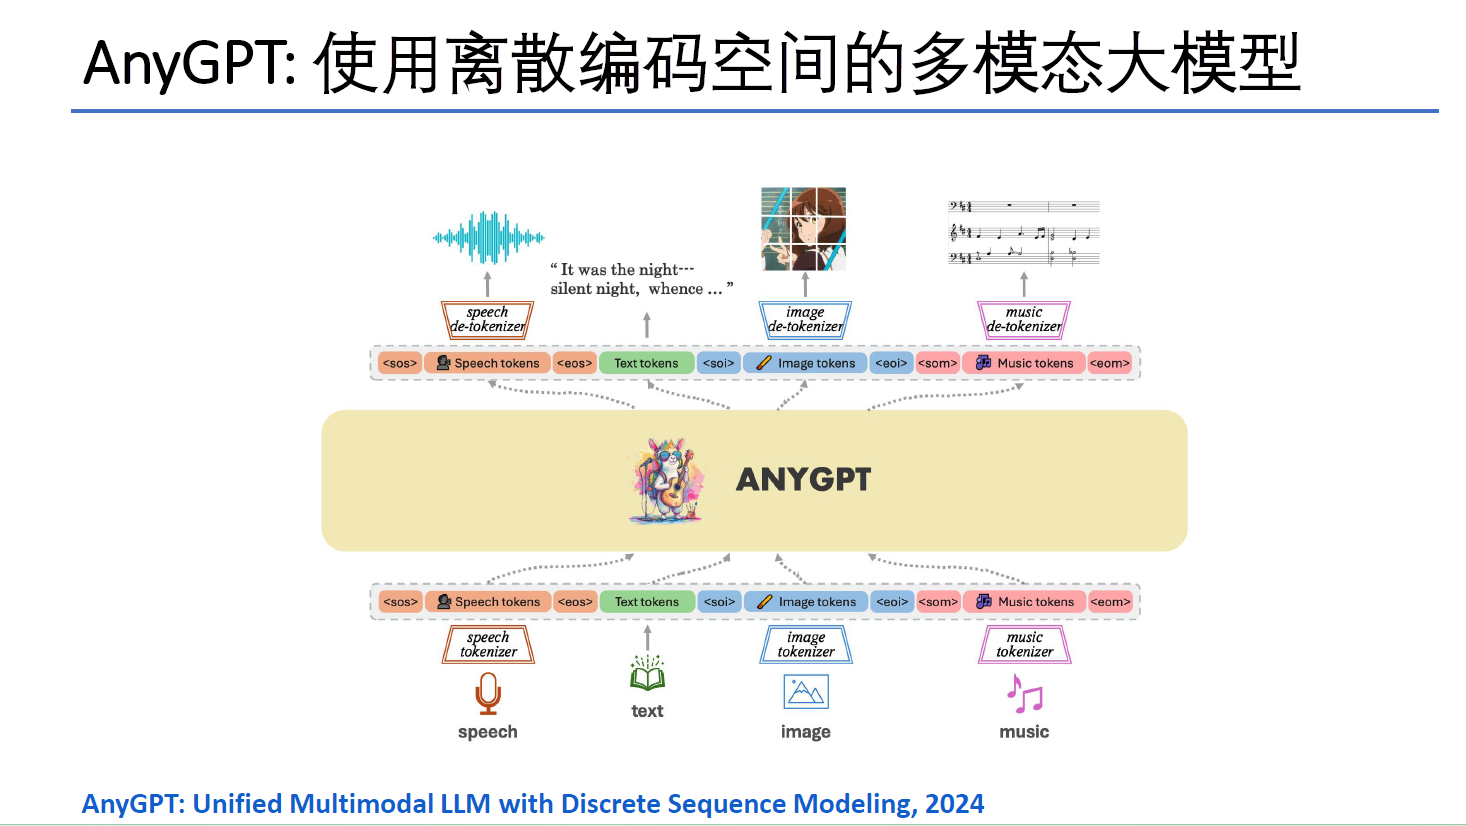 AnyGPT: 使用离散编码空间的多模态大模型
“ It was the night---
silent night, whence ... ”
speech
de-tokenizer
image
de-tokenizer
music
de-tokenizer
<sos> Speech tokens <eos> Text tokens <soi> Image tokens <eoi> <som> Music tokens <eom>
ANYGPT
<sos> Speech tokens <eos> Text tokens <soi> Image tokens <eoi> <som> Music tokens <eom>
speech
tokenizer
image
tokenizer
music
tokenizer
speech
text
image
music
AnyGPT: Unified Multimodal LLM with Discrete Sequence Modeling, 2024